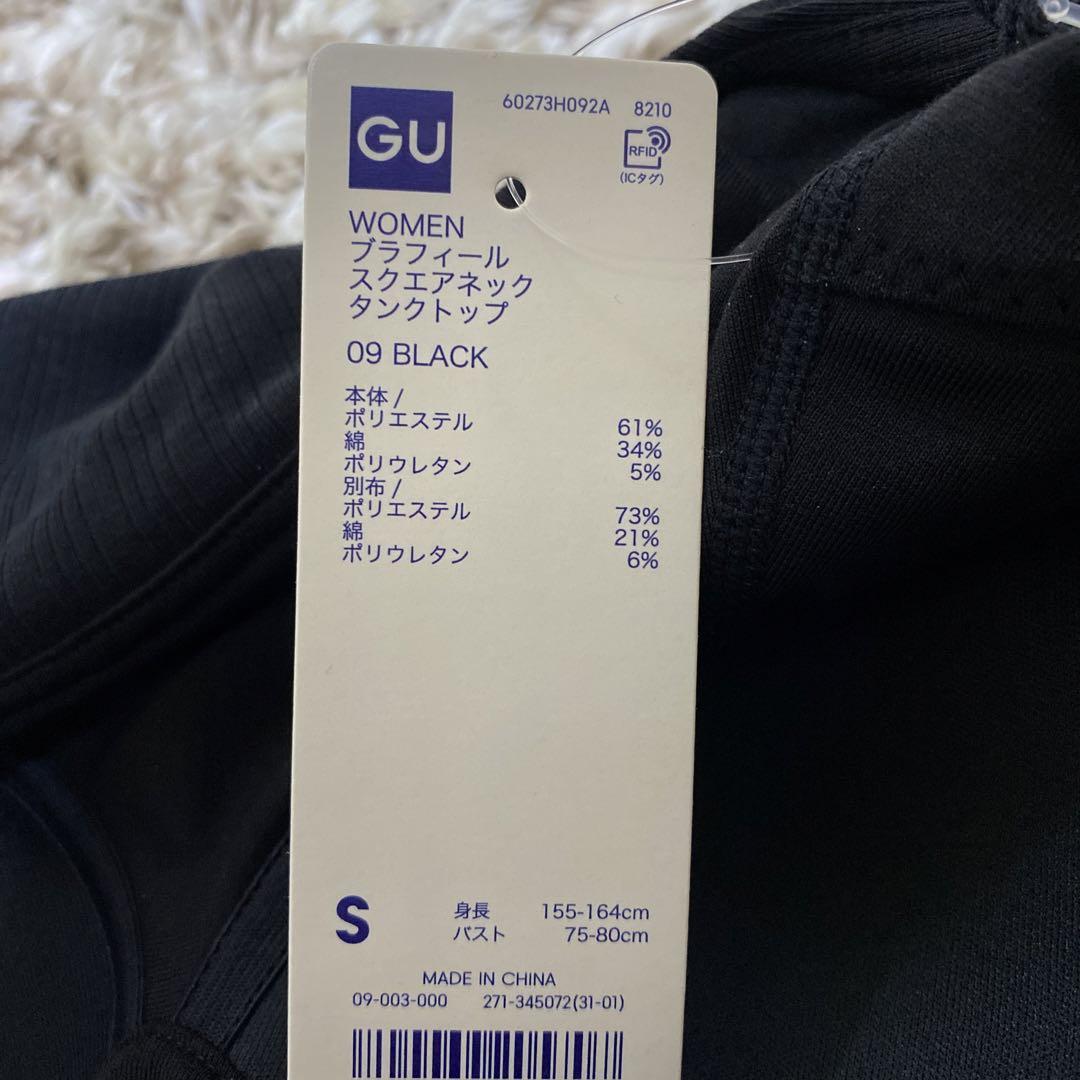 GU
60273H092A 8210
RFID
(ICタグ)
WOMEN
ブラフィール
スクエアネック
タンクトップ
09 BLACK
本体 /
ポリエステル 61%
綿 34%
ポリウレタン 5%
別布 /
ポリエステル 73%
綿 21%
ポリウレタン 6%
S 身長 155-164cm
バスト 75-80cm
MADE IN CHINA
09-003-000 271-345072(31-01)